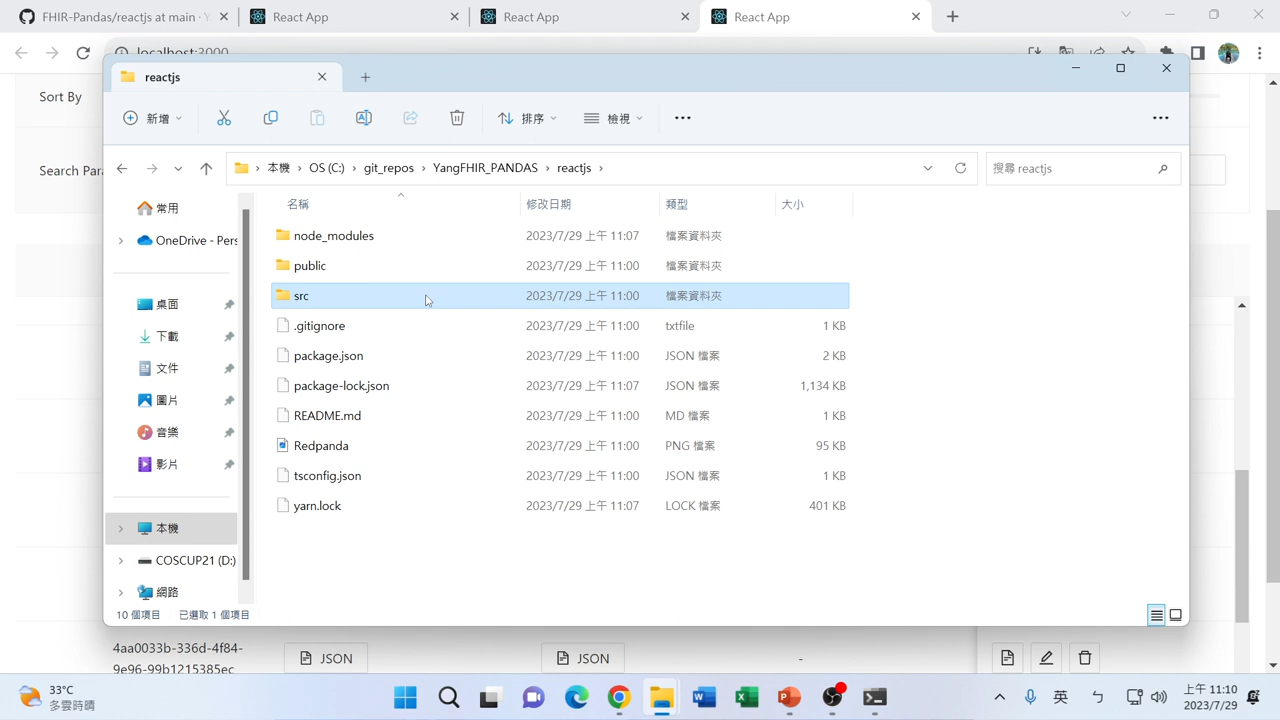 FHIR-Pandas/reactjs at main · Y
React App
React App
React App
localhost:3000
reactjs
新增
排序
檢視
本機
OS (C:)
git_repos
YangFHIR_PANDAS
reactjs
搜尋 reactjs
Sort By
Search Para
常用
OneDrive - Pers
桌面
下載
文件
圖片
音樂
影片
本機
COSCUP21 (D:)
網路
名稱 修改日期 類型 大小
node_modules 2023/7/29 上午 11:07 檔案資料夾
public 2023/7/29 上午 11:00 檔案資料夾
src 2023/7/29 上午 11:00 檔案資料夾
.gitignore 2023/7/29 上午 11:00 txtfile 1 KB
package.json 2023/7/29 上午 11:00 JSON 檔案 2 KB
package-lock.json 2023/7/29 上午 11:07 JSON 檔案 1,134 KB
README.md 2023/7/29 上午 11:00 MD 檔案 1 KB
Redpanda 2023/7/29 上午 11:00 PNG 檔案 95 KB
tsconfig.json 2023/7/29 上午 11:00 JSON 檔案 1 KB
yarn.lock 2023/7/29 上午 11:07 LOCK 檔案 401 KB
10 個項目 已選取 1 個項目
4aa0033b-336d-4f84-
9e96-99b1215385ec
JSON
JSON
-
33°C
多雲時晴
英
ㄅ
上午 11:10
2023/7/29